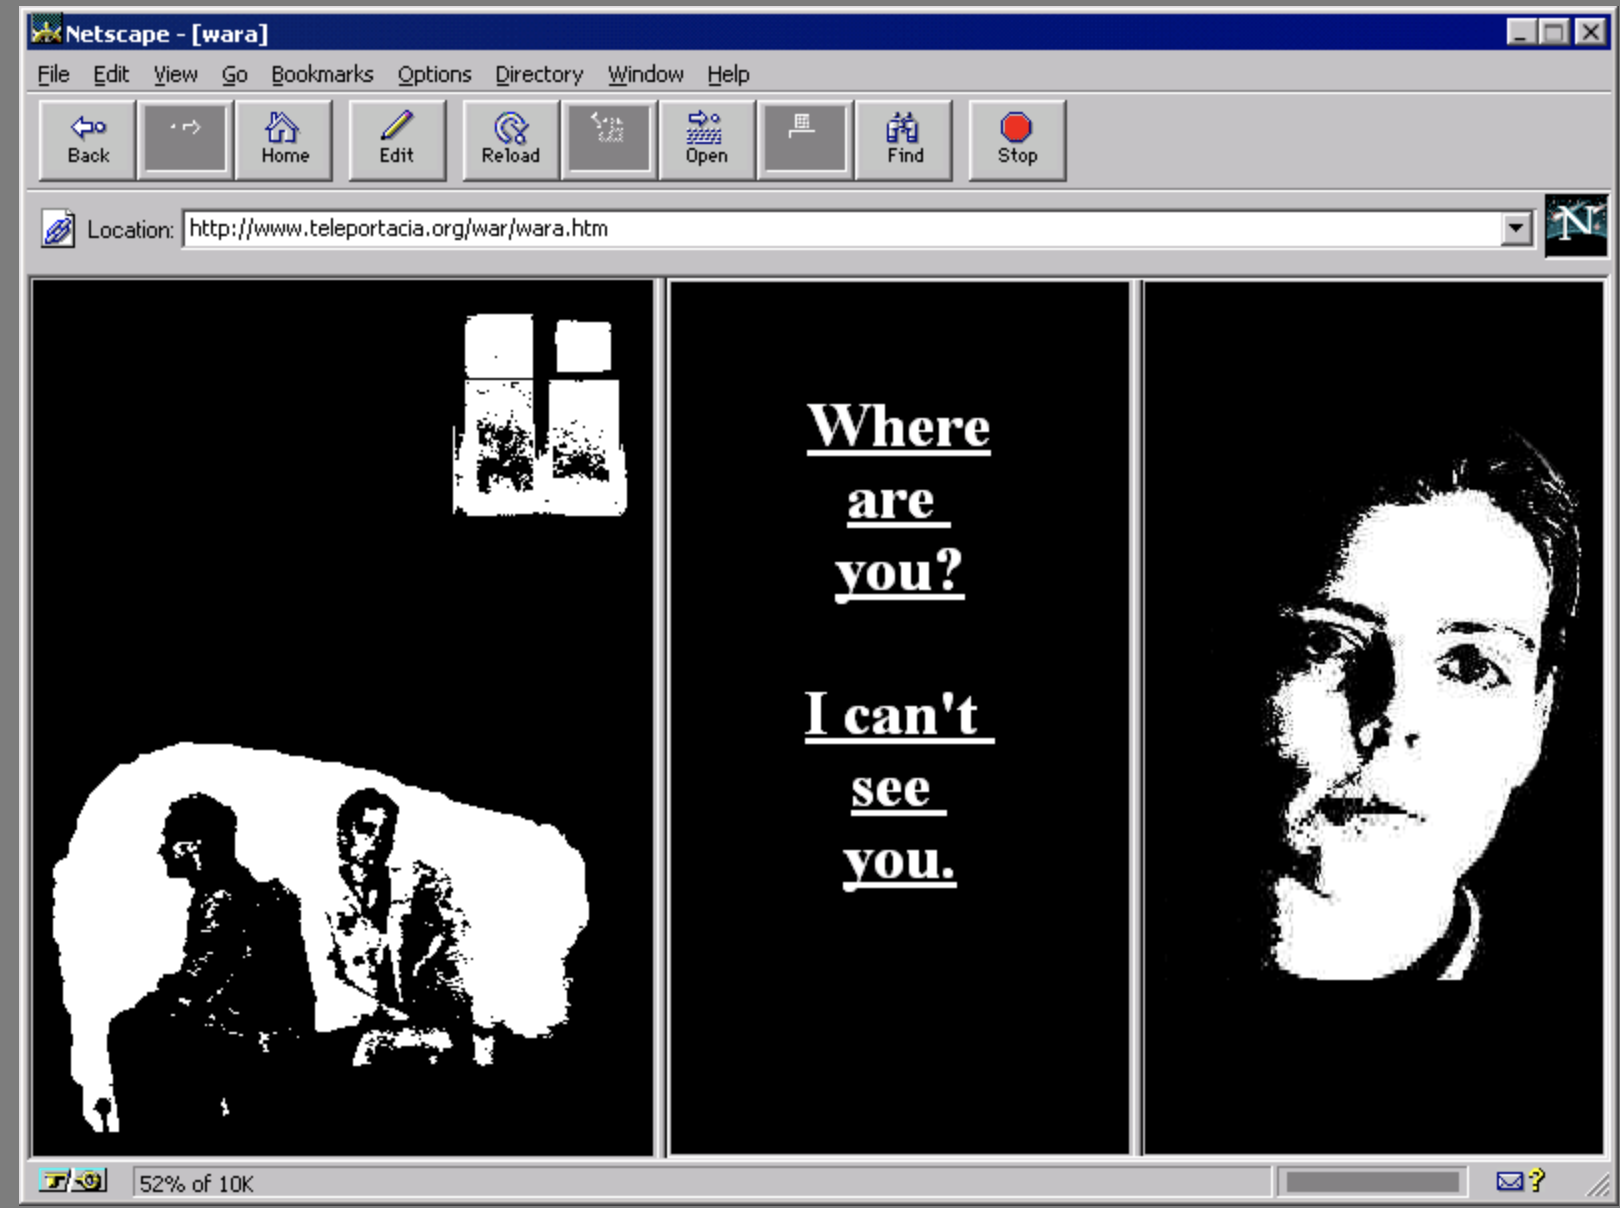 Netscape - [wara]
File Edit View Go Bookmarks Options Directory Window Help
Back Home Edit Reload Open Find Stop
Location: http://www.teleportacia.org/war/wara.htm
N
Where
are
you?
I can't
see
you.
52% of 10K
?